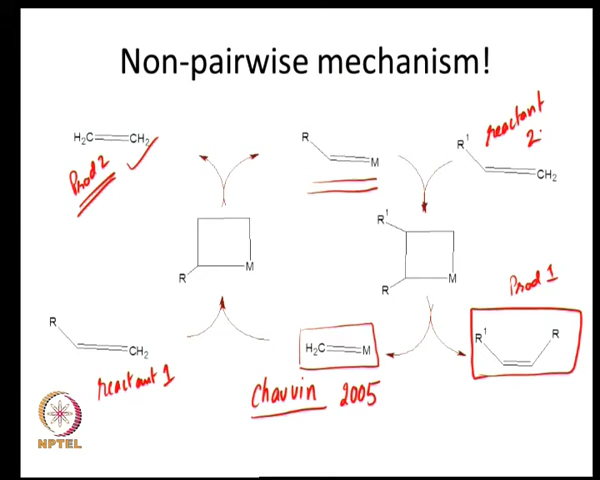 Non-pairwise mechanism!
H₂C CH₂
Prod 2
R
M
reactant
2.
R¹
CH₂
R
M
R¹
R
M
R
CH₂
reactant 1
H₂C M
Prod 1
R¹ R
Chauvin 2005
NPTEL